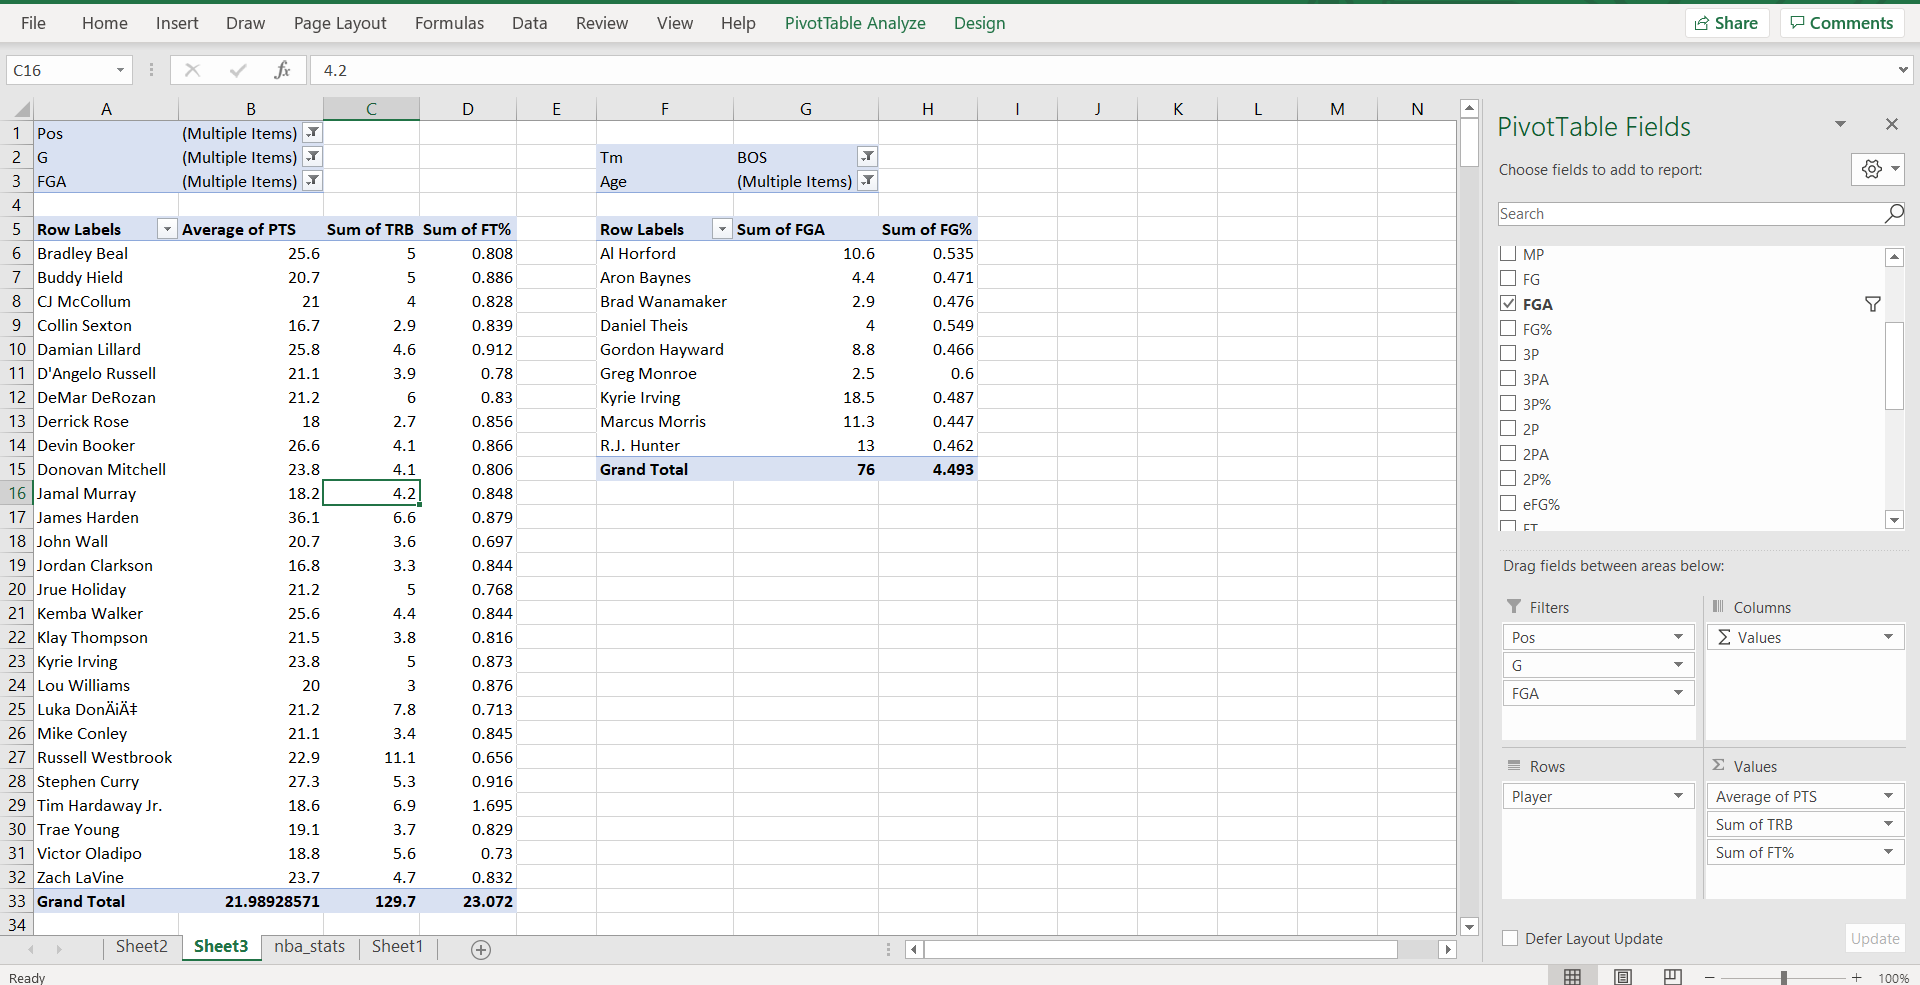 File Home Insert Draw Page Layout Formulas Data Review View Help PivotTable Analyze Design Share Comments
C16 fx 4.2
A B C D E F G H I J K L M N
1 Pos (Multiple Items)
2 G (Multiple Items) Tm BOS
3 FGA (Multiple Items) Age (Multiple Items)
4
5 Row Labels Average of PTS Sum of TRB Sum of FT% Row Labels Sum of FGA Sum of FG%
6 Bradley Beal 25.6 5 0.808 Al Horford 10.6 0.535
7 Buddy Hield 20.7 5 0.886 Aron Baynes 4.4 0.471
8 CJ McCollum 21 4 0.828 Brad Wanamaker 2.9 0.476
9 Collin Sexton 16.7 2.9 0.839 Daniel Theis 4 0.549
10 Damian Lillard 25.8 4.6 0.912 Gordon Hayward 8.8 0.466
11 D'Angelo Russell 21.1 3.9 0.78 Greg Monroe 2.5 0.6
12 DeMar DeRozan 21.2 6 0.83 Kyrie Irving 18.5 0.487
13 Derrick Rose 18 2.7 0.856 Marcus Morris 11.3 0.447
14 Devin Booker 26.6 4.1 0.866 R.J. Hunter 13 0.462
15 Donovan Mitchell 23.8 4.1 0.806 Grand Total 76 4.493
16 Jamal Murray 18.2 4.2 0.848
17 James Harden 36.1 6.6 0.879
18 John Wall 20.7 3.6 0.697
19 Jordan Clarkson 16.8 3.3 0.844
20 Jrue Holiday 21.2 5 0.768
21 Kemba Walker 25.6 4.4 0.844
22 Klay Thompson 21.5 3.8 0.816
23 Kyrie Irving 23.8 5 0.873
24 Lou Williams 20 3 0.876
25 Luka DonÄiÄ‡ 21.2 7.8 0.713
26 Mike Conley 21.1 3.4 0.845
27 Russell Westbrook 22.9 11.1 0.656
28 Stephen Curry 27.3 5.3 0.916
29 Tim Hardaway Jr. 18.6 6.9 1.695
30 Trae Young 19.1 3.7 0.829
31 Victor Oladipo 18.8 5.6 0.73
32 Zach LaVine 23.7 4.7 0.832
33 Grand Total 21.98928571 129.7 23.072
34
Sheet2 Sheet3 nba_stats Sheet1
Ready
100%
PivotTable Fields
Choose fields to add to report:
Search
MP
FG
FGA
FG%
3P
3PA
3P%
2P
2PA
2P%
eFG%
FT
Drag fields between areas below:
Filters
Pos
G
FGA
Columns
Σ Values
Rows
Player
Σ Values
Average of PTS
Sum of TRB
Sum of FT%
Defer Layout Update
Update